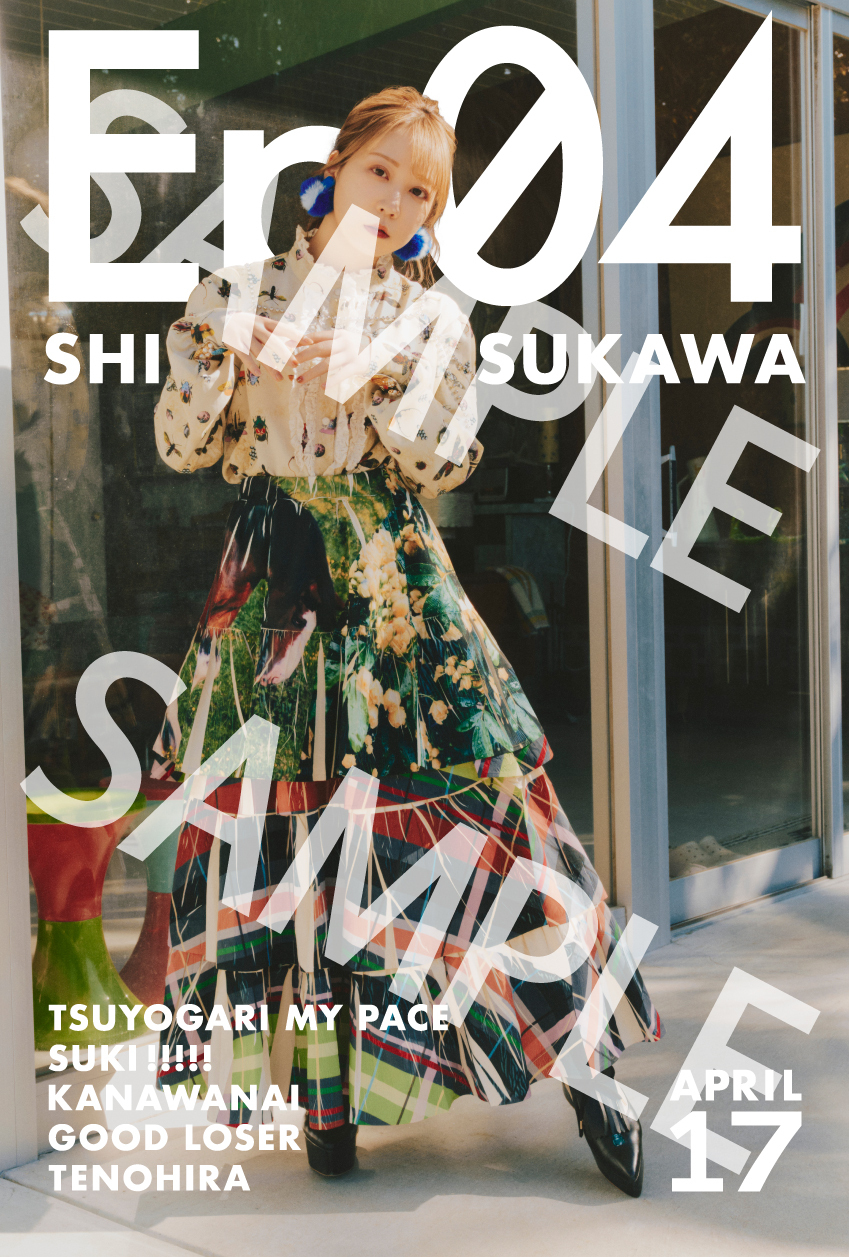 En04
SHI SUKAWA
SAMPLE
SAMPLE
TSUYOGARI MY PACE
SUKI!!!!!
KANAWANAI
GOOD LOSER
TENOHIRA
APRIL
17